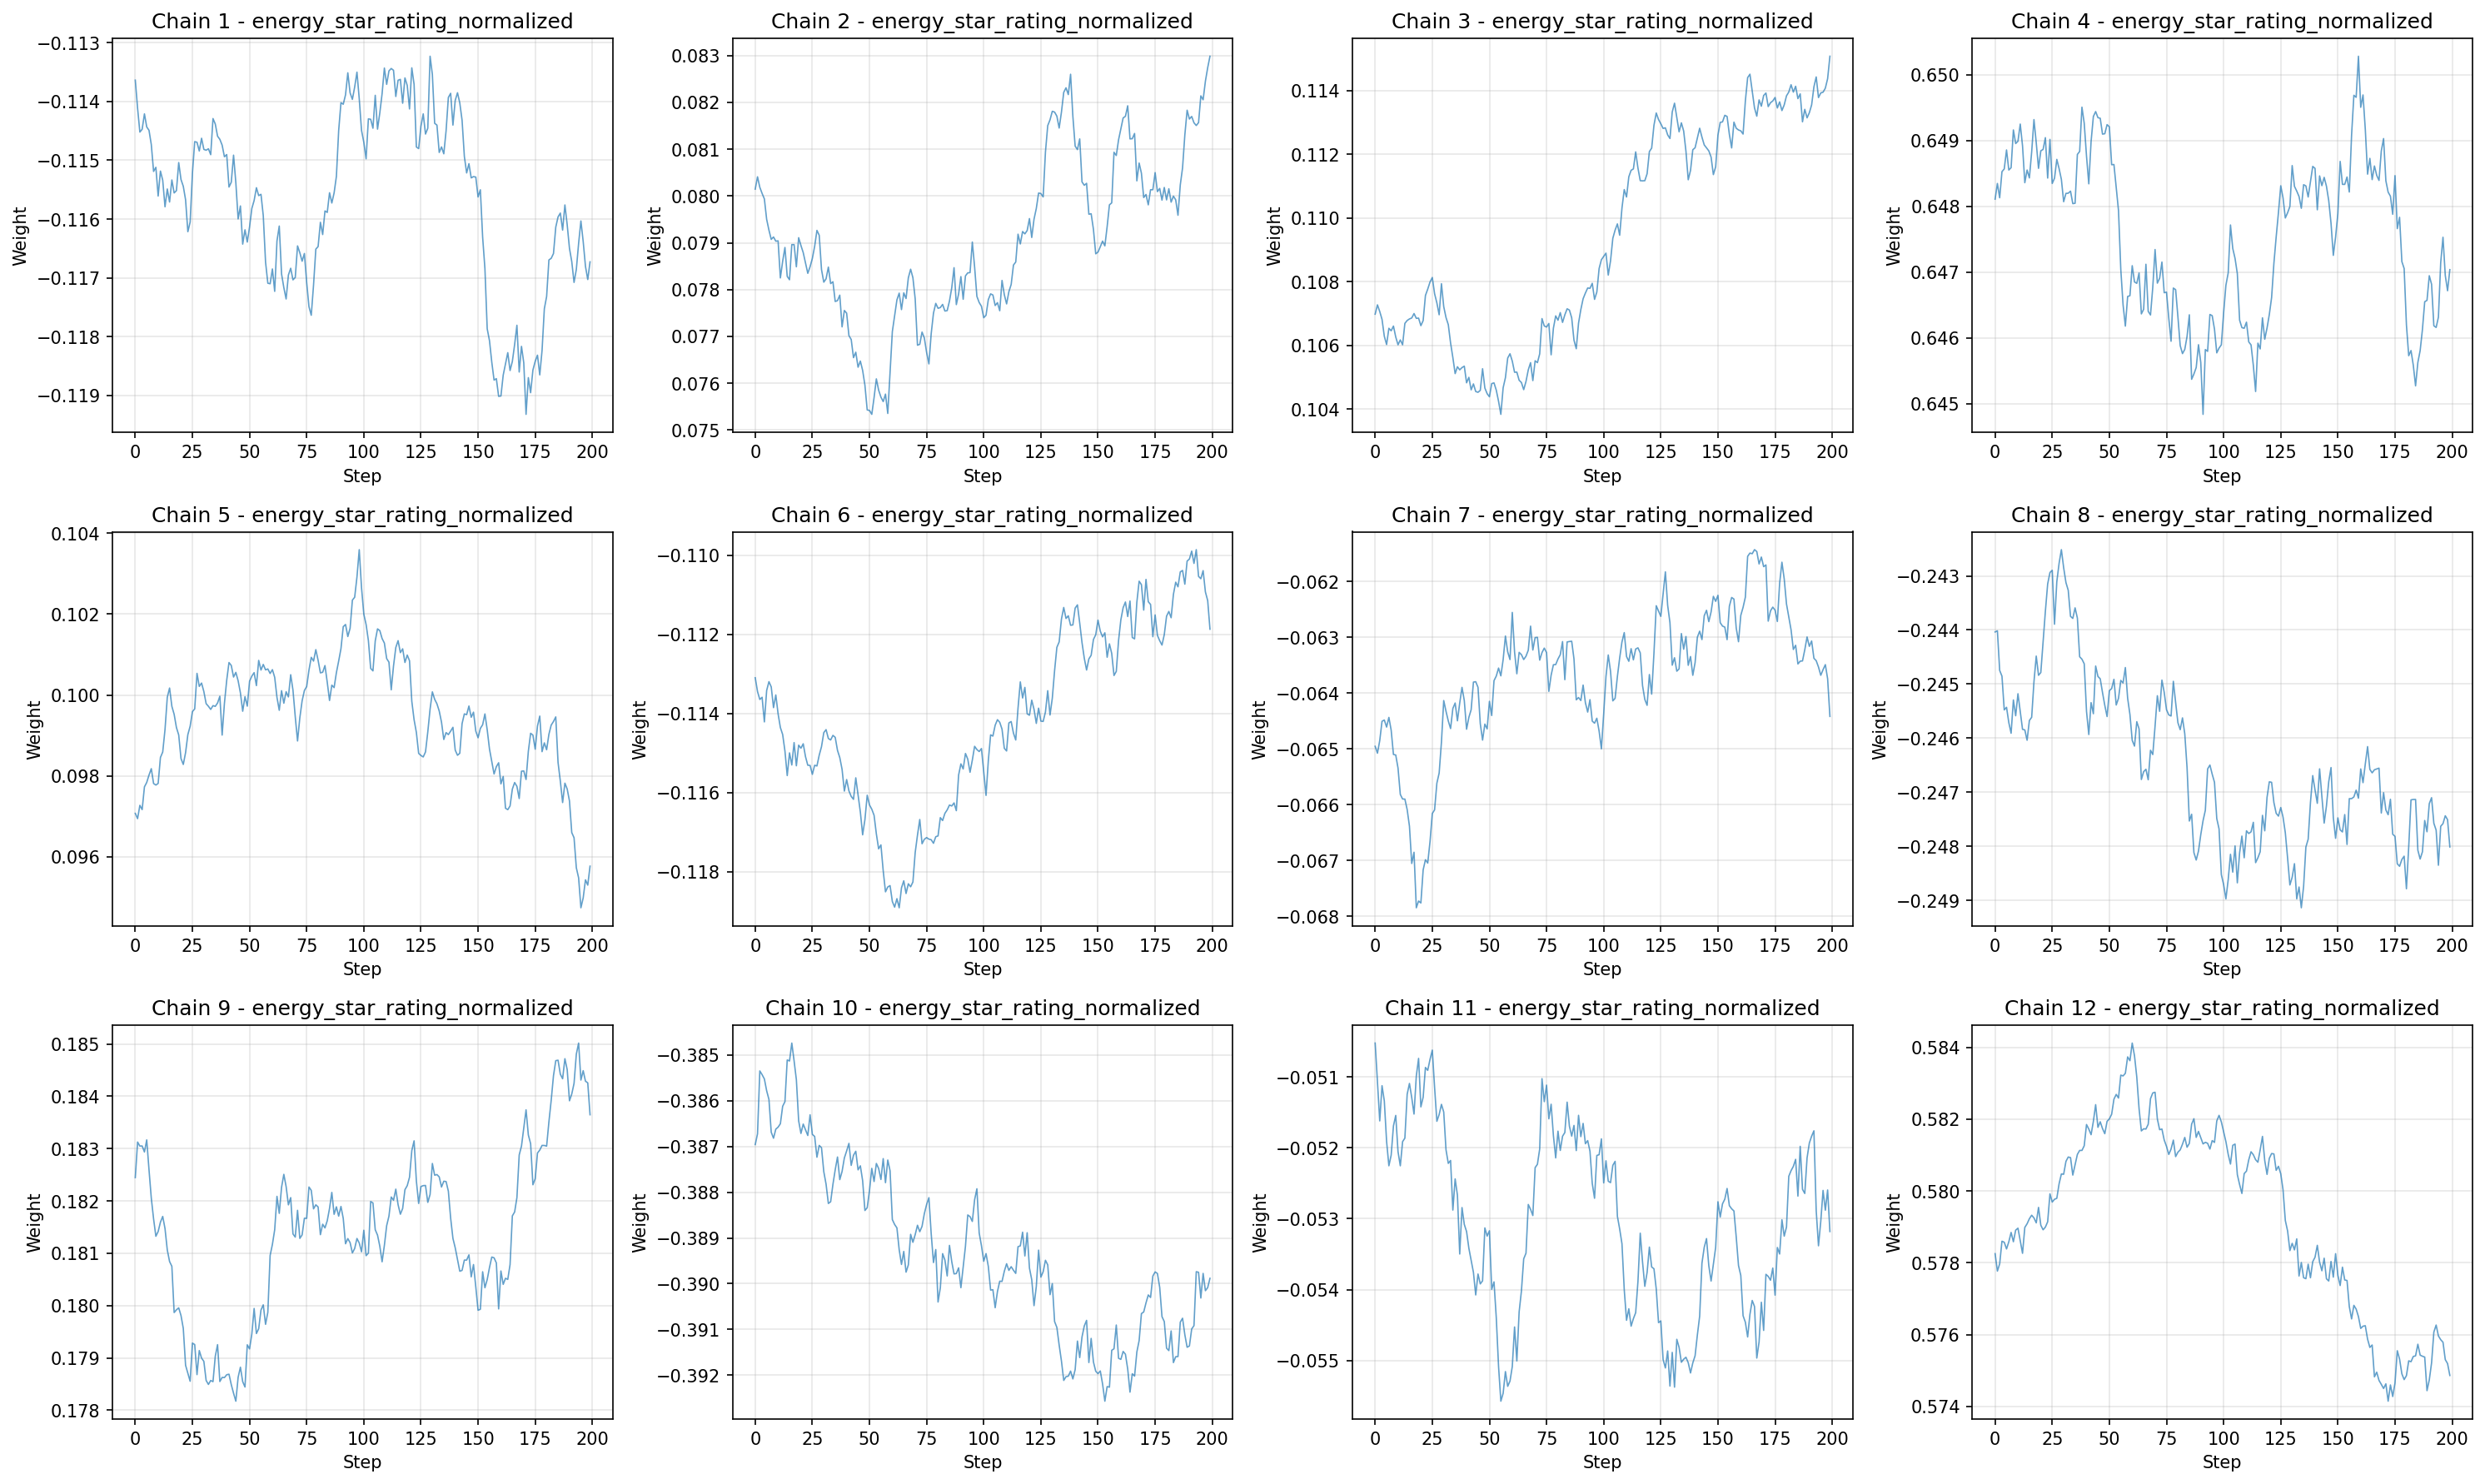 Chain 1 - energy_star_rating_normalized
Weight
−0.113
−0.114
−0.115
−0.116
−0.117
−0.118
−0.119
0 25 50 75 100 125 150 175 200
Step
Chain 2 - energy_star_rating_normalized
Weight
0.083
0.082
0.081
0.080
0.079
0.078
0.077
0.076
0.075
0 25 50 75 100 125 150 175 200
Step
Chain 3 - energy_star_rating_normalized
Weight
0.114
0.112
0.110
0.108
0.106
0.104
0 25 50 75 100 125 150 175 200
Step
Chain 4 - energy_star_rating_normalized
Weight
0.650
0.649
0.648
0.647
0.646
0.645
0 25 50 75 100 125 150 175 200
Step
Chain 5 - energy_star_rating_normalized
Weight
0.104
0.102
0.100
0.098
0.096
0 25 50 75 100 125 150 175 200
Step
Chain 6 - energy_star_rating_normalized
Weight
−0.110
−0.112
−0.114
−0.116
−0.118
0 25 50 75 100 125 150 175 200
Step
Chain 7 - energy_star_rating_normalized
Weight
−0.062
−0.063
−0.064
−0.065
−0.066
−0.067
−0.068
0 25 50 75 100 125 150 175 200
Step
Chain 8 - energy_star_rating_normalized
Weight
−0.243
−0.244
−0.245
−0.246
−0.247
−0.248
−0.249
0 25 50 75 100 125 150 175 200
Step
Chain 9 - energy_star_rating_normalized
Weight
0.185
0.184
0.183
0.182
0.181
0.180
0.179
0.178
0 25 50 75 100 125 150 175 200
Step
Chain 10 - energy_star_rating_normalized
Weight
−0.385
−0.386
−0.387
−0.388
−0.389
−0.390
−0.391
−0.392
0 25 50 75 100 125 150 175 200
Step
Chain 11 - energy_star_rating_normalized
Weight
−0.051
−0.052
−0.053
−0.054
−0.055
0 25 50 75 100 125 150 175 200
Step
Chain 12 - energy_star_rating_normalized
Weight
0.584
0.582
0.580
0.578
0.576
0.574
0 25 50 75 100 125 150 175 200
Step